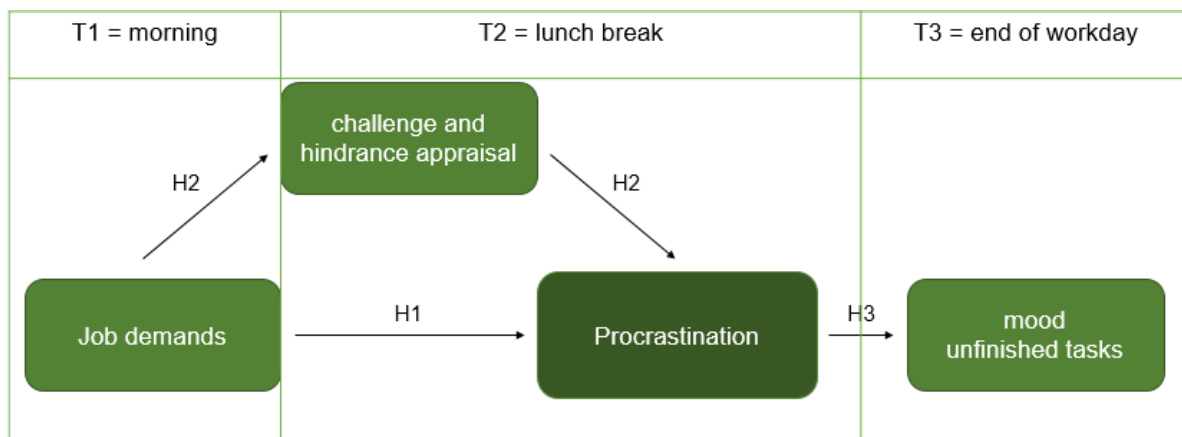 T1 = morning
T2 = lunch break
T3 = end of workday
challenge and
hindrance appraisal
H2
H2
Job demands
H1
Procrastination
H3
mood
unfinished tasks